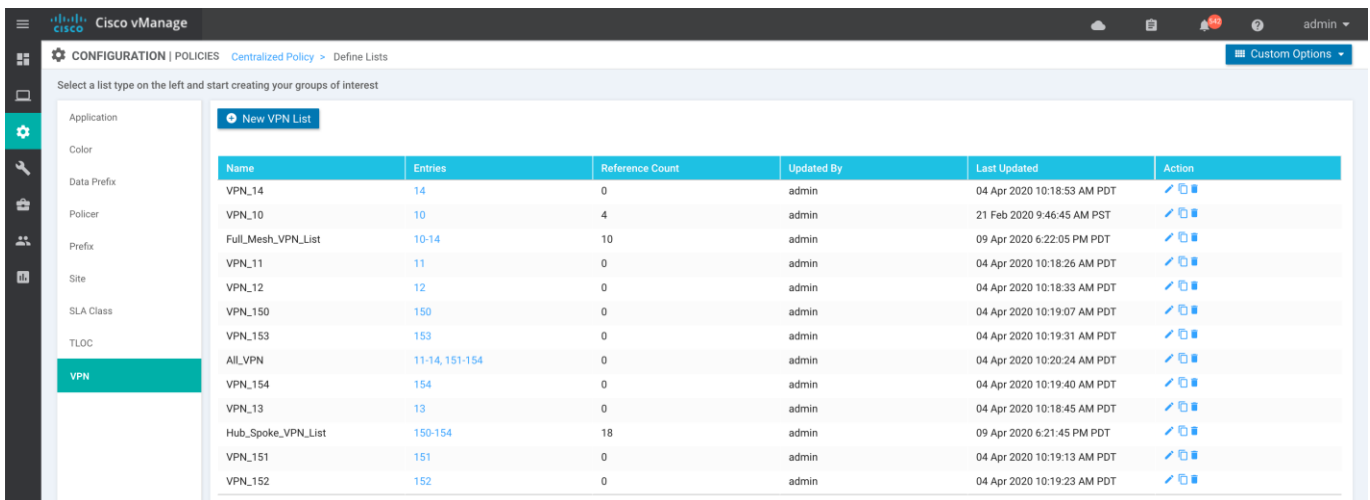 cisco Cisco vManage 542 admin
CONFIGURATION | POLICIES Centralized Policy > Define Lists Custom Options
Select a list type on the left and start creating your groups of interest
Application
Color
Data Prefix
Policer
Prefix
Site
SLA Class
TLOC
VPN
New VPN List
Name Entries Reference Count Updated By Last Updated Action
VPN_14 14 0 admin 04 Apr 2020 10:18:53 AM PDT
VPN_10 10 4 admin 21 Feb 2020 9:46:45 AM PST
Full_Mesh_VPN_List 10-14 10 admin 09 Apr 2020 6:22:05 PM PDT
VPN_11 11 0 admin 04 Apr 2020 10:18:26 AM PDT
VPN_12 12 0 admin 04 Apr 2020 10:18:33 AM PDT
VPN_150 150 0 admin 04 Apr 2020 10:19:07 AM PDT
VPN_153 153 0 admin 04 Apr 2020 10:19:31 AM PDT
All_VPN 11-14, 151-154 0 admin 04 Apr 2020 10:20:24 AM PDT
VPN_154 154 0 admin 04 Apr 2020 10:19:40 AM PDT
VPN_13 13 0 admin 04 Apr 2020 10:18:45 AM PDT
Hub_Spoke_VPN_List 150-154 18 admin 09 Apr 2020 6:21:45 PM PDT
VPN_151 151 0 admin 04 Apr 2020 10:19:13 AM PDT
VPN_152 152 0 admin 04 Apr 2020 10:19:23 AM PDT